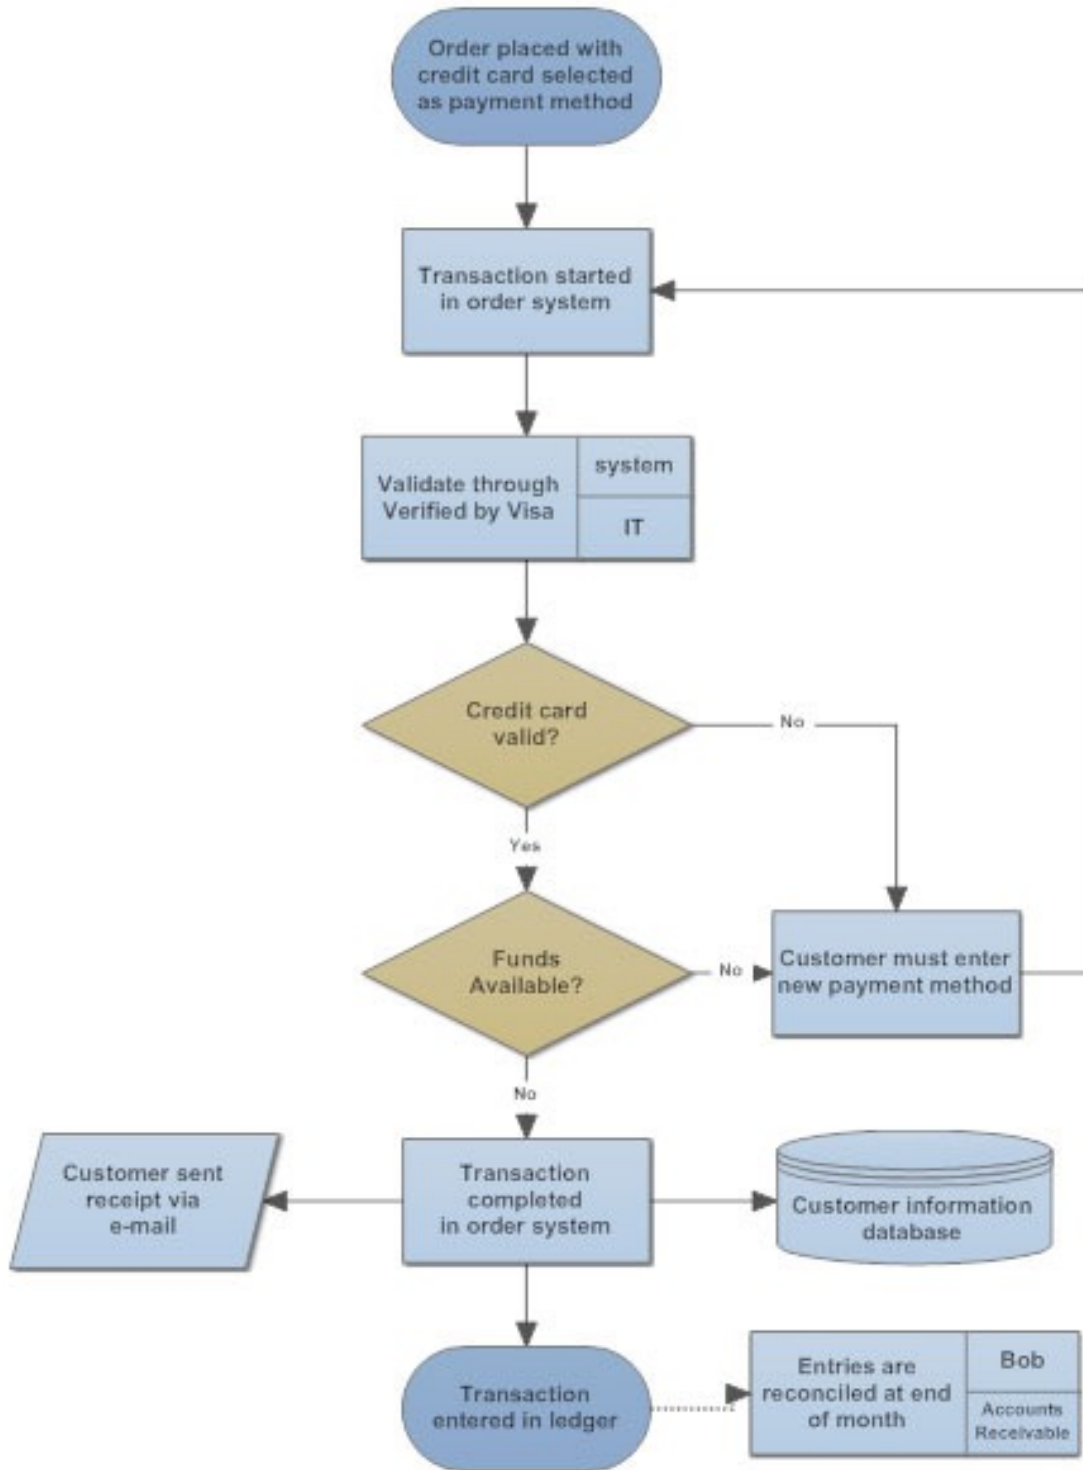 Order placed with
credit card selected
as payment method
Transaction started
in order system
Validate through
Verified by Visa
system
IT
Credit card
valid?
No
Yes
Funds
Available?
No
Customer must enter
new payment method
No
Customer sent
receipt via
e-mail
Transaction
completed
in order system
Customer information
database
Transaction
entered in ledger
Entries are
reconciled at end
of month
Bob
Accounts
Receivable